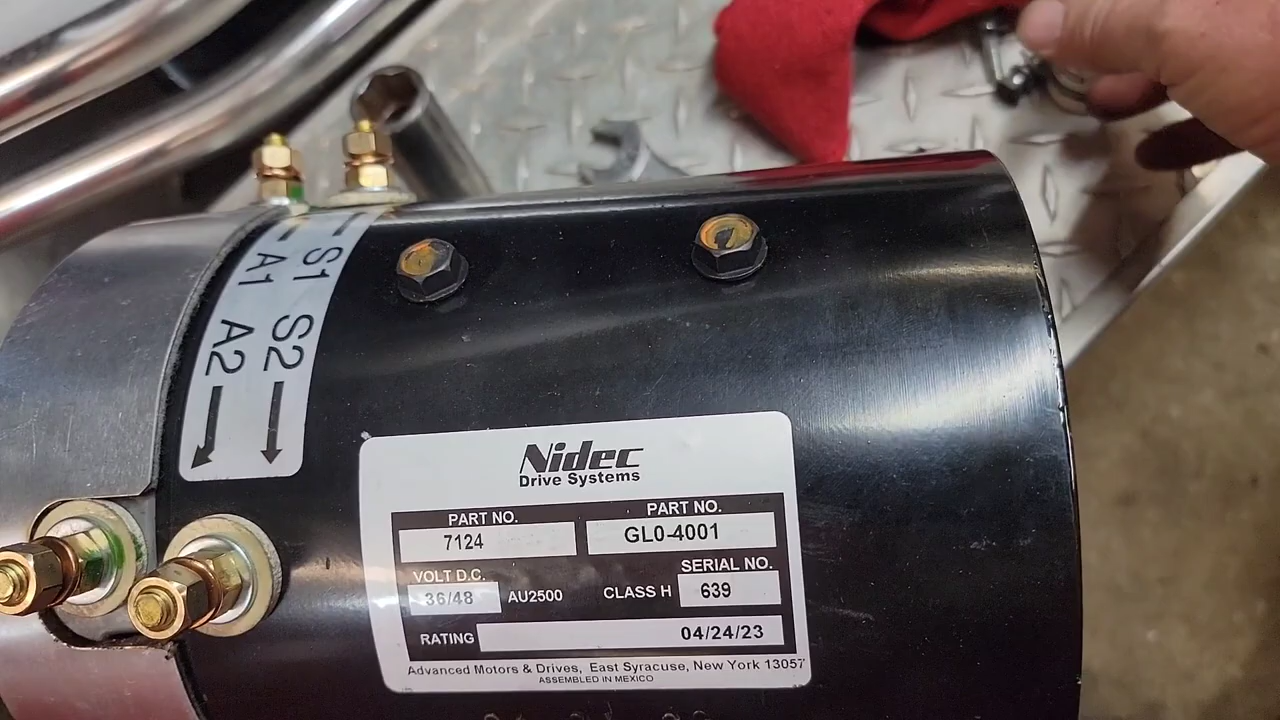 S1 S2
A1 A2
Nidec
Drive Systems
PART NO. PART NO.
7124 GL0-4001
VOLT D.C. SERIAL NO.
36/48 AU2500 CLASS H 639
RATING 04/24/23
Advanced Motors & Drives, East Syracuse, New York 13057
ASSEMBLED IN MEXICO